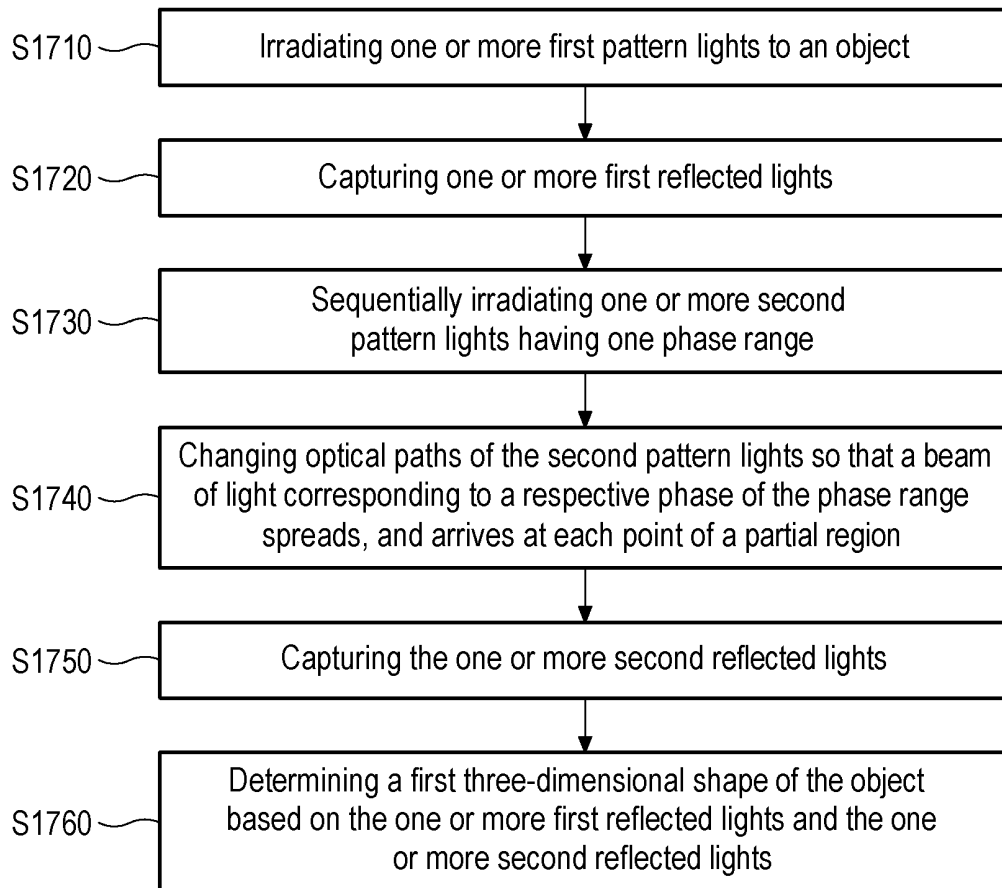 S1710
Irradiating one or more first pattern lights to an object
S1720
Capturing one or more first reflected lights
S1730
Sequentially irradiating one or more second
pattern lights having one phase range
S1740
Changing optical paths of the second pattern lights so that a beam
of light corresponding to a respective phase of the phase range
spreads, and arrives at each point of a partial region
S1750
Capturing the one or more second reflected lights
S1760
Determining a first three-dimensional shape of the object
based on the one or more first reflected lights and the one
or more second reflected lights